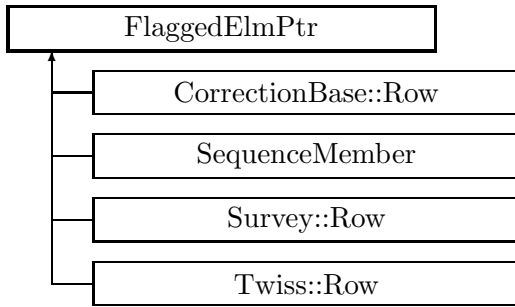 FlaggedElmPtr
CorrectionBase::Row
SequenceMember
Survey::Row
Twiss::Row